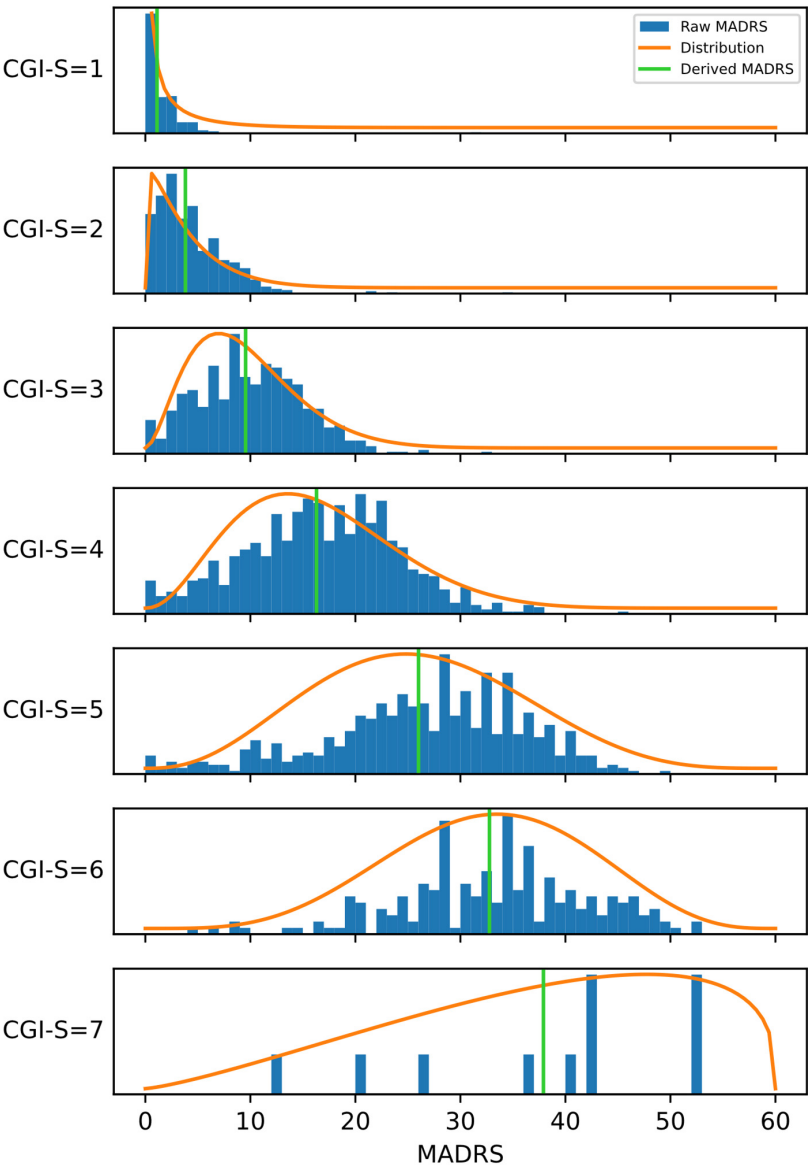 CGI-S=1
Raw MADRS
Distribution
Derived MADRS
CGI-S=2
CGI-S=3
CGI-S=4
CGI-S=5
CGI-S=6
CGI-S=7
0 10 20 30 40 50 60
MADRS